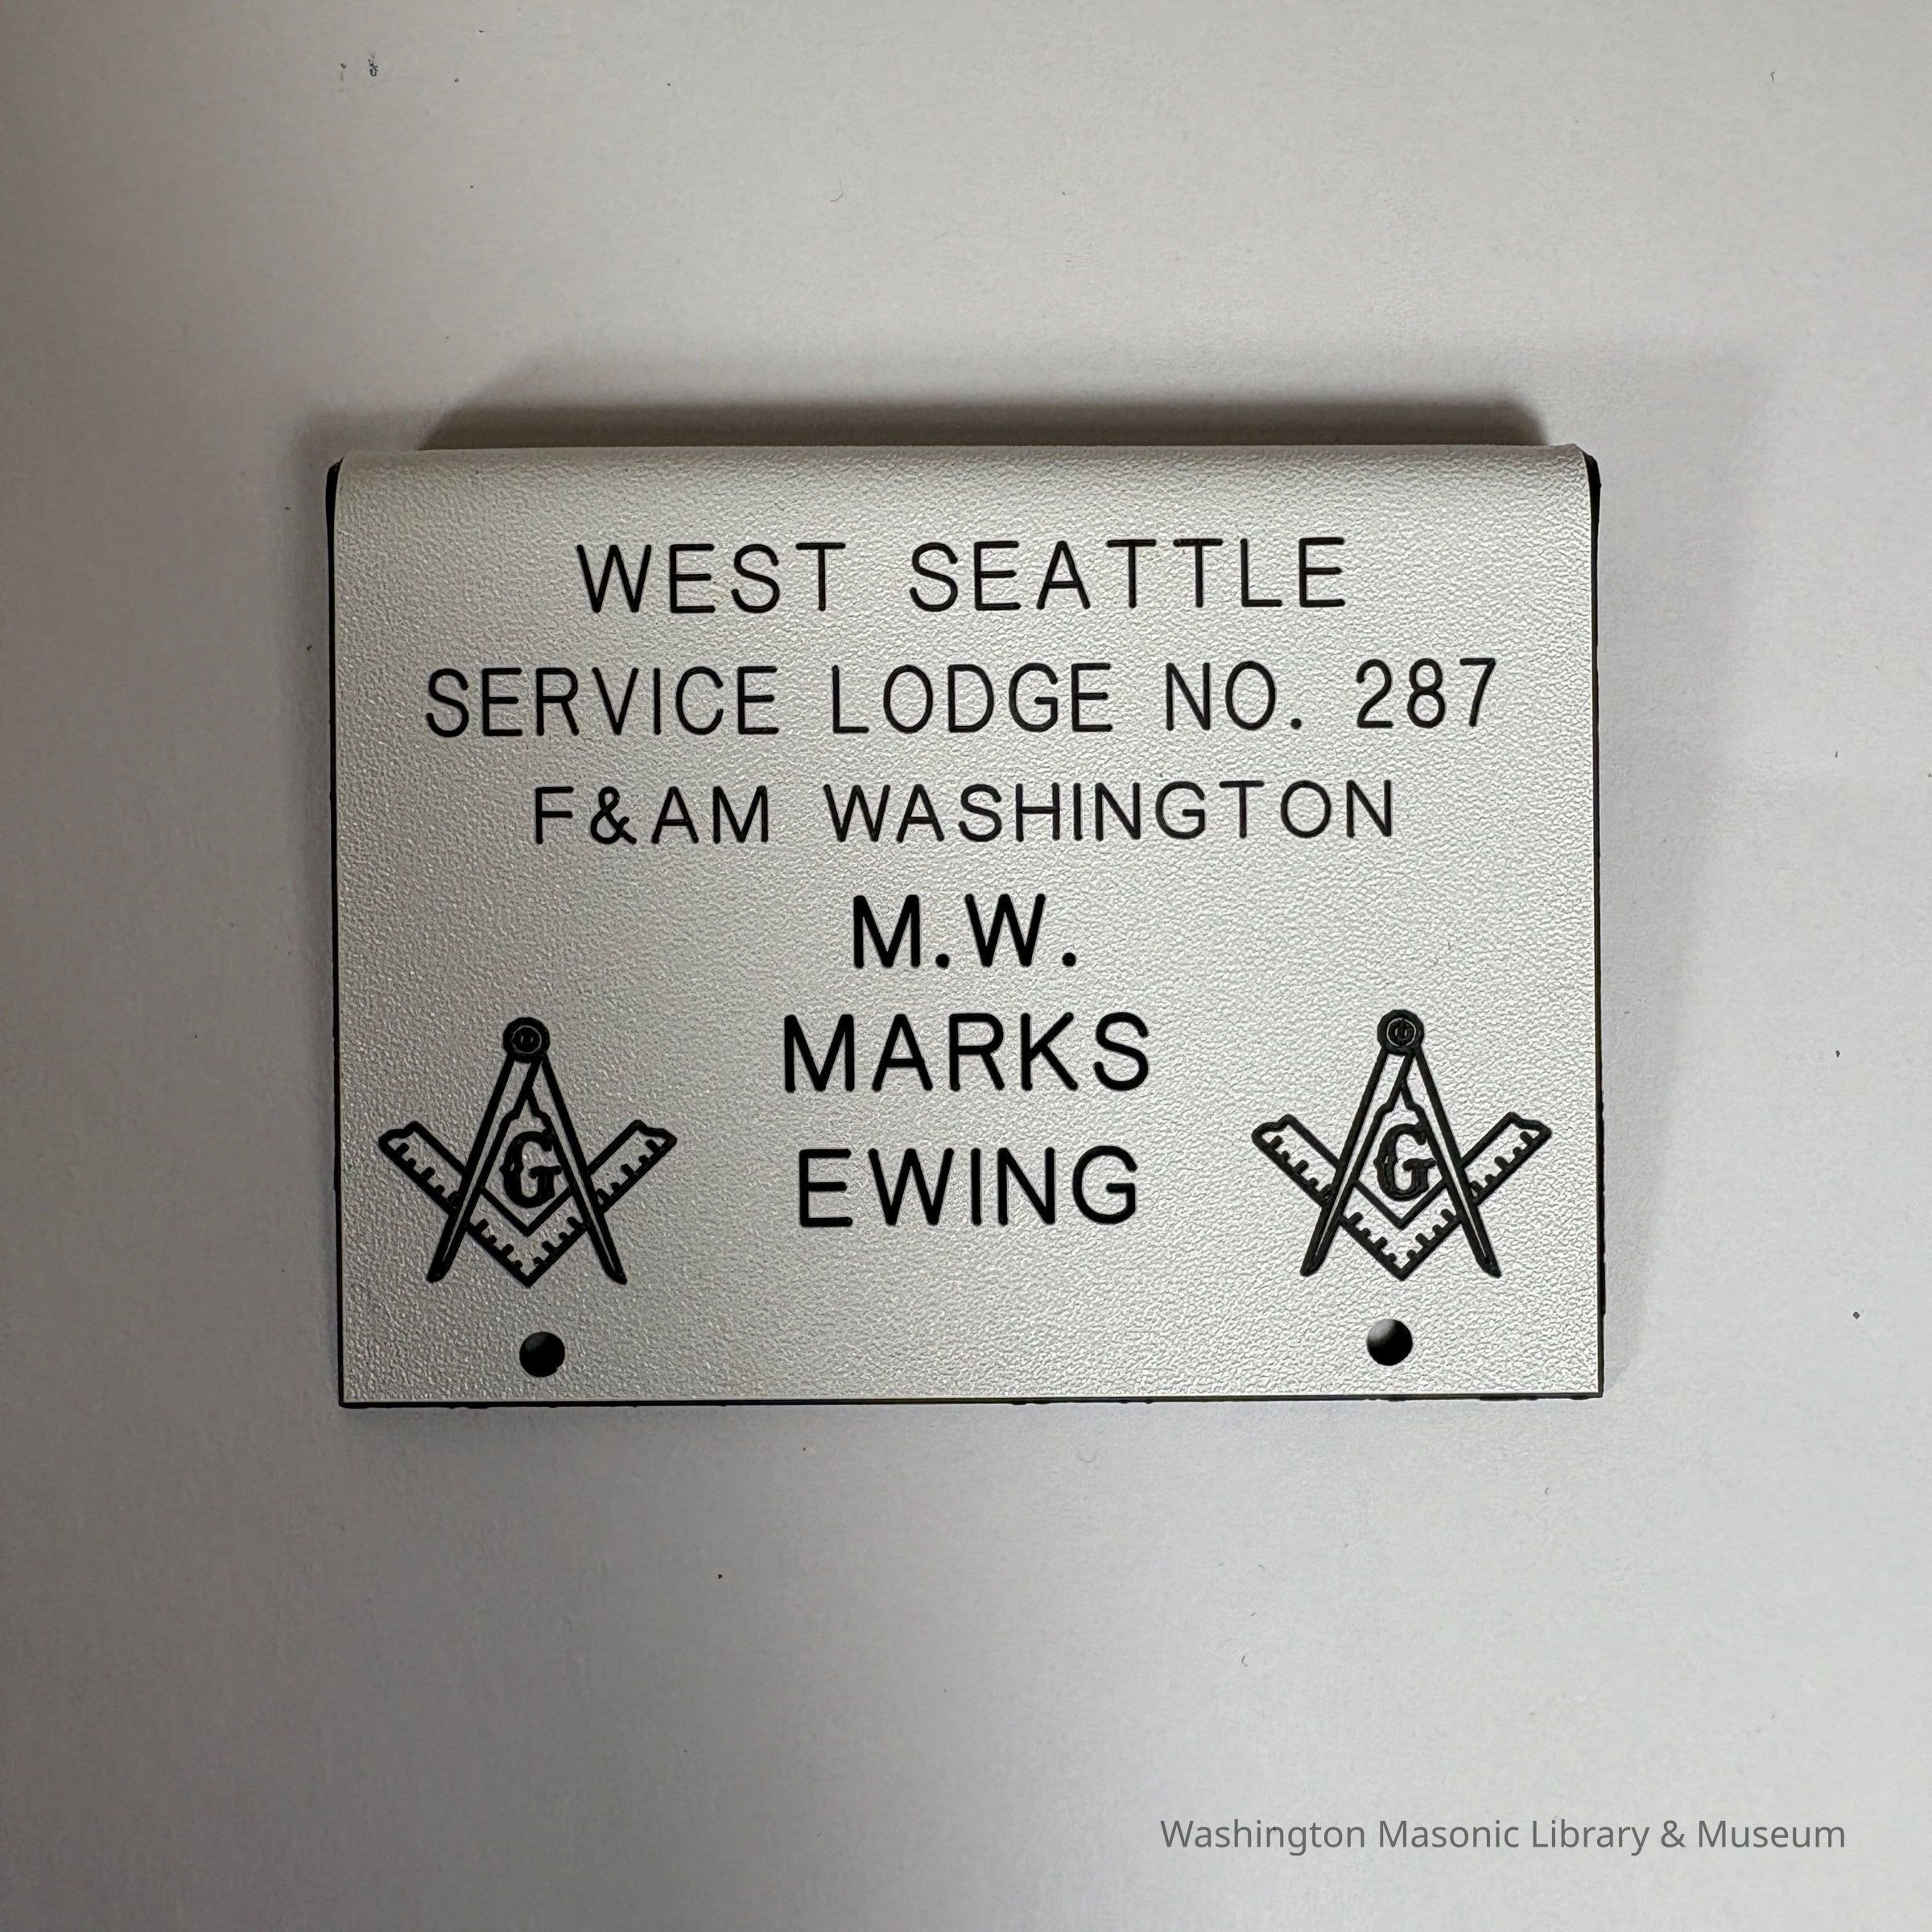 WEST SEATTLE
SERVICE LODGE NO. 287
F&AM WASHINGTON
M.W.
MARKS
EWING
G G
Washington Masonic Library & Museum